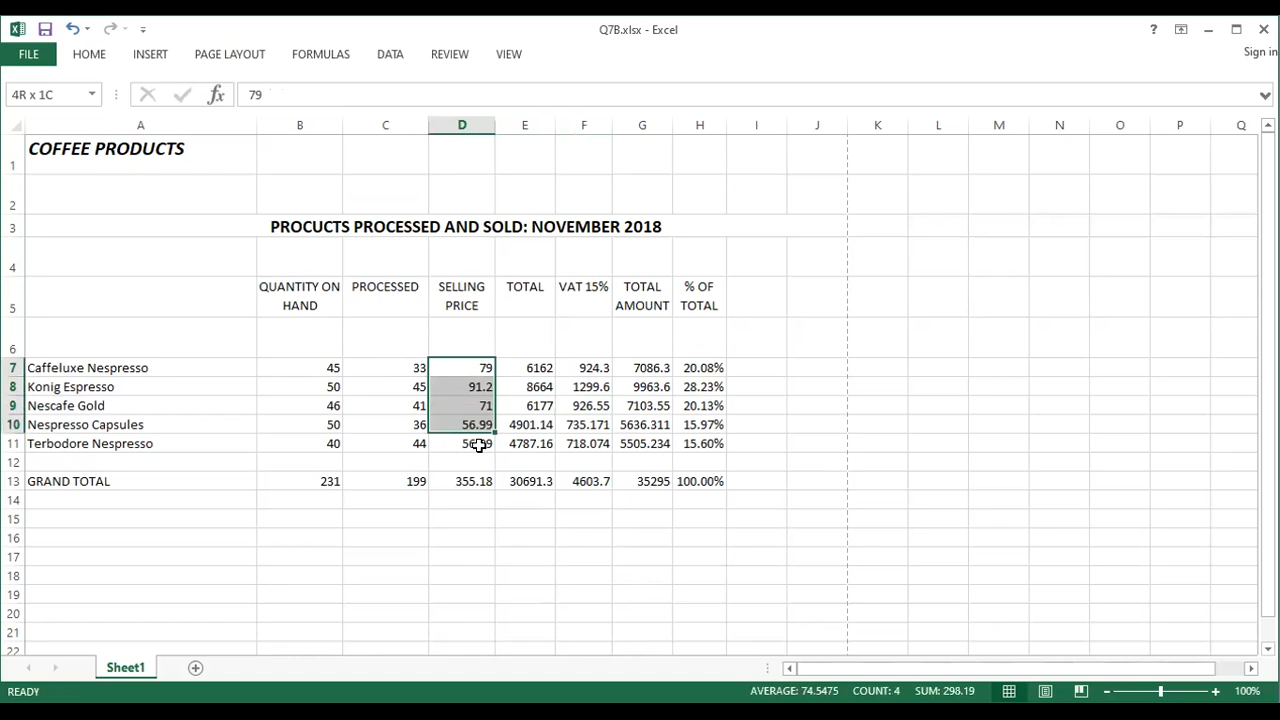 Q7B.xlsx - Excel
?
FILE HOME INSERT PAGE LAYOUT FORMULAS DATA REVIEW VIEW
Sign in
4R x 1C fx 79
A B C D E F G H I J K L M N O P Q
1 COFFEE PRODUCTS
2
3 PROCUCTS PROCESSED AND SOLD: NOVEMBER 2018
4
5 QUANTITY ON HAND PROCESSED SELLING PRICE TOTAL VAT 15% TOTAL AMOUNT % OF TOTAL
6
7 Caffeluxe Nespresso 45 33 79 6162 924.3 7086.3 20.08%
8 Konig Espresso 50 45 91.2 8664 1299.6 9963.6 28.23%
9 Nescafe Gold 46 41 71 6177 926.55 7103.55 20.13%
10 Nespresso Capsules 50 36 56.99 4901.14 735.171 5636.311 15.97%
11 Terbodore Nespresso 40 44 4787.16 718.074 5505.234 15.60%
12
13 GRAND TOTAL 231 199 355.18 30691.3 4603.7 35295 100.00%
14
15
16
17
18
19
20
21
22
Sheet1
READY AVERAGE: 74.5475 COUNT: 4 SUM: 298.19 100%